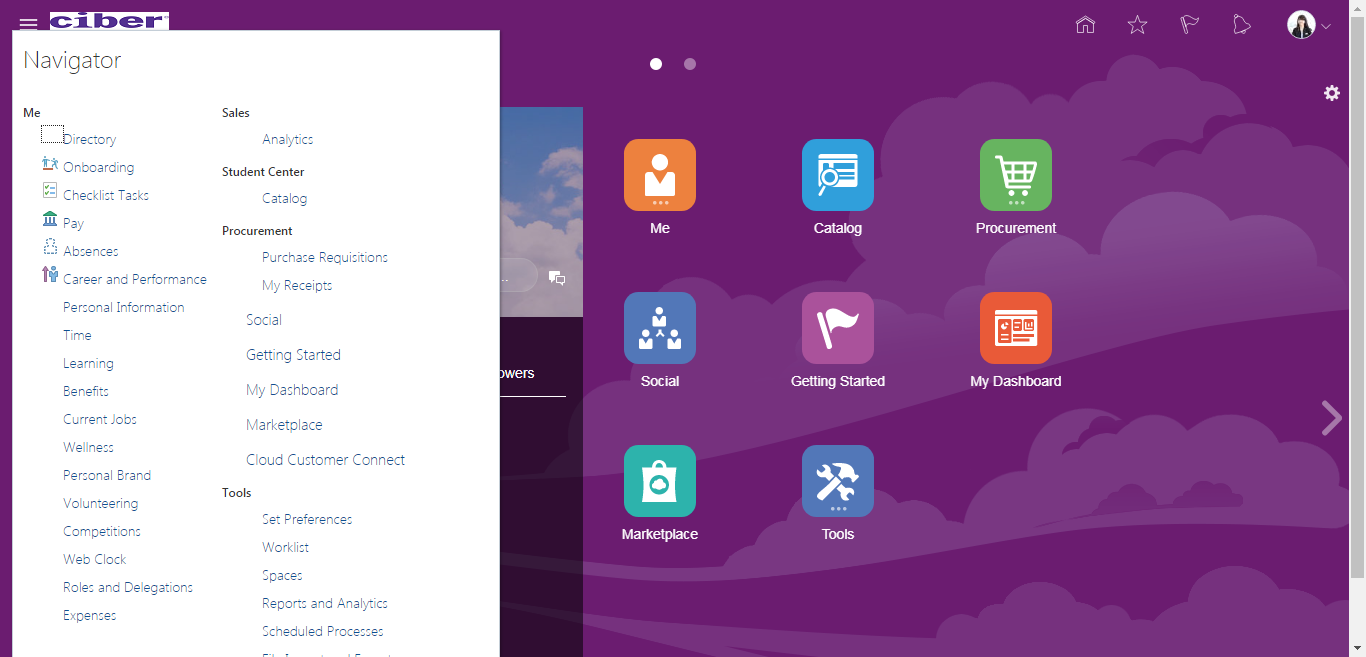 ciber
Navigator
Me
Directory
Onboarding
Checklist Tasks
Pay
Absences
Career and Performance
Personal Information
Time
Learning
Benefits
Current Jobs
Wellness
Personal Brand
Volunteering
Competitions
Web Clock
Roles and Delegations
Expenses
Sales
Analytics
Student Center
Catalog
Procurement
Purchase Requisitions
My Receipts
Social
Getting Started
My Dashboard
Marketplace
Cloud Customer Connect
Tools
Set Preferences
Worklist
Spaces
Reports and Analytics
Scheduled Processes
...
owers
Me
Catalog
Procurement
Social
Getting Started
My Dashboard
Marketplace
Tools